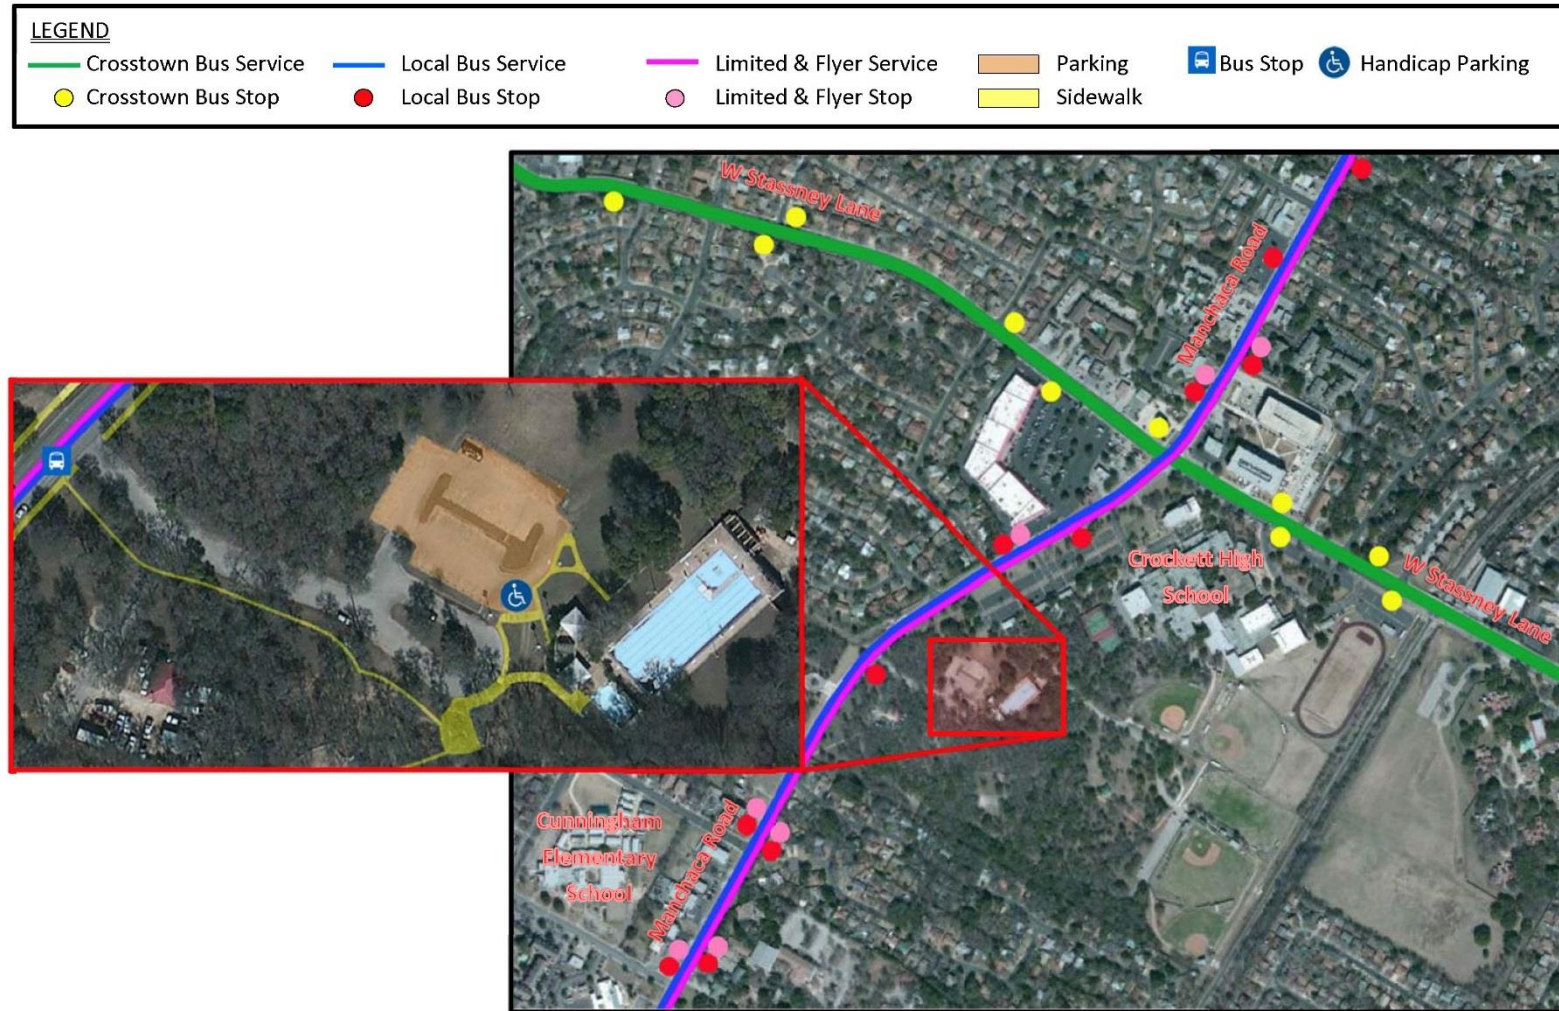 LEGEND
Crosstown Bus Service
Local Bus Service
Limited & Flyer Service
Parking
Bus Stop
Handicap Parking
Crosstown Bus Stop
Local Bus Stop
Limited & Flyer Stop
Sidewalk
W Stassney Lane
Manchaca Road
Crockett High
School
W Stassney Lane
Cunningham
Elementary
School
Manchaca Road